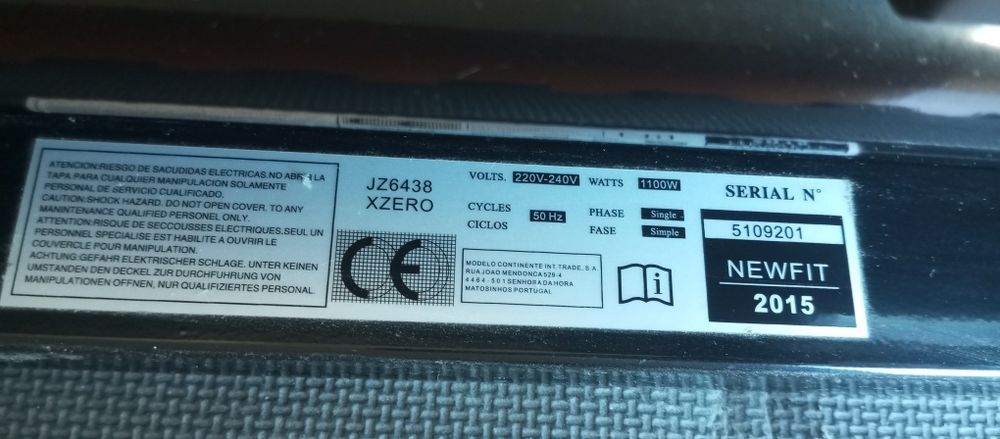 ATENCION:RIESGO DE SACUDIDAS ELECTRICAS.NO ABRIR LA
TAPA.PARA CUALQUIER MANIPULACION SOLAMENTE
PERSONAL DE SERVICIO CUALIFICADO.
CAUTION:SHOCK HAZARD. DO NOT OPEN COVER. TO ANY
MANINTENANCE QUALIFIED PERSONEL ONLY.
ATTENTION:RISQUE DE SECCOUSSES ELECTRIQUES.SEUL UN
PERSONNEL SPECIALISE EST HABILITE A OUVRIR LE
COUVERCLE POUR MANIPULATION.
ACHTUNG:GEFAHR ELEKTRISCHER SCHLAGE. UNTER KEINEN
UMSTANDEN DEN DECKEL ZUR DURCHFUHRUNG VON
MANIPULATIONEN OFFNEN, NUR QUALIFIZIERTES PERSONAL.
JZ6438
XZERO
CE
VOLTS. 220V-240V WATTS 1100W
CYCLES
CICLOS
50 Hz
PHASE Single
FASE Simple
MODELO CONTINENTE INT.TRADE, S.A
RUA JOAO MENDONCA 529-4
4464-501 SENHORA DA HORA
MATOSINHOS PORTUGAL
i
SERIAL N°
5109201
NEWFIT
2015